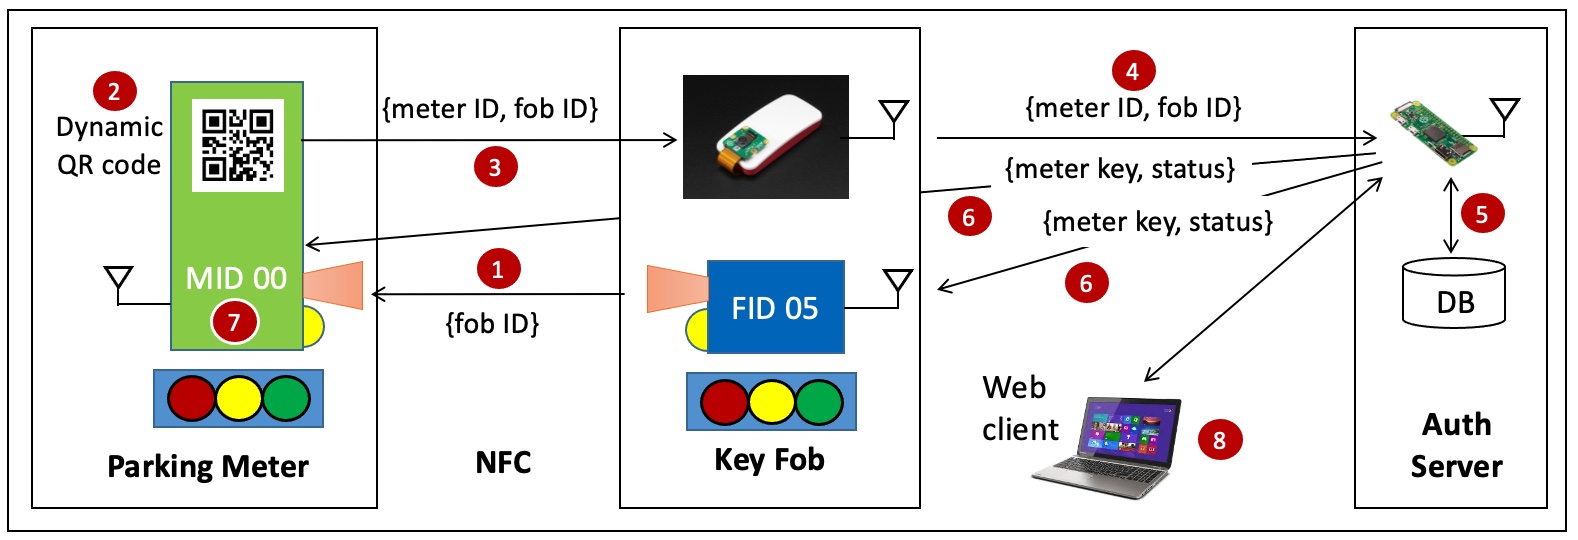 2
Dynamic
QR code
{meter ID, fob ID}
3
4
{meter ID, fob ID}
{meter key, status}
6
{meter key, status}
6
5
DB
MID 00
7
1
{fob ID}
FID 05
Web
client
8
Parking Meter
NFC
Key Fob
Auth
Server